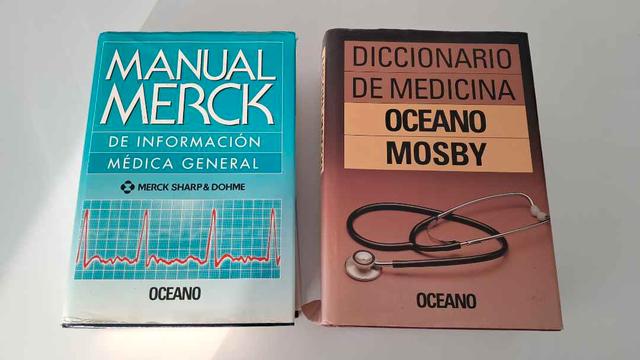 MANUAL
MERCK
DE INFORMACIÓN
MÉDICA GENERAL
MERCK SHARP & DOHME
OCEANO
DICCIONARIO
DE MEDICINA
OCEANO
MOSBY
OCEANO